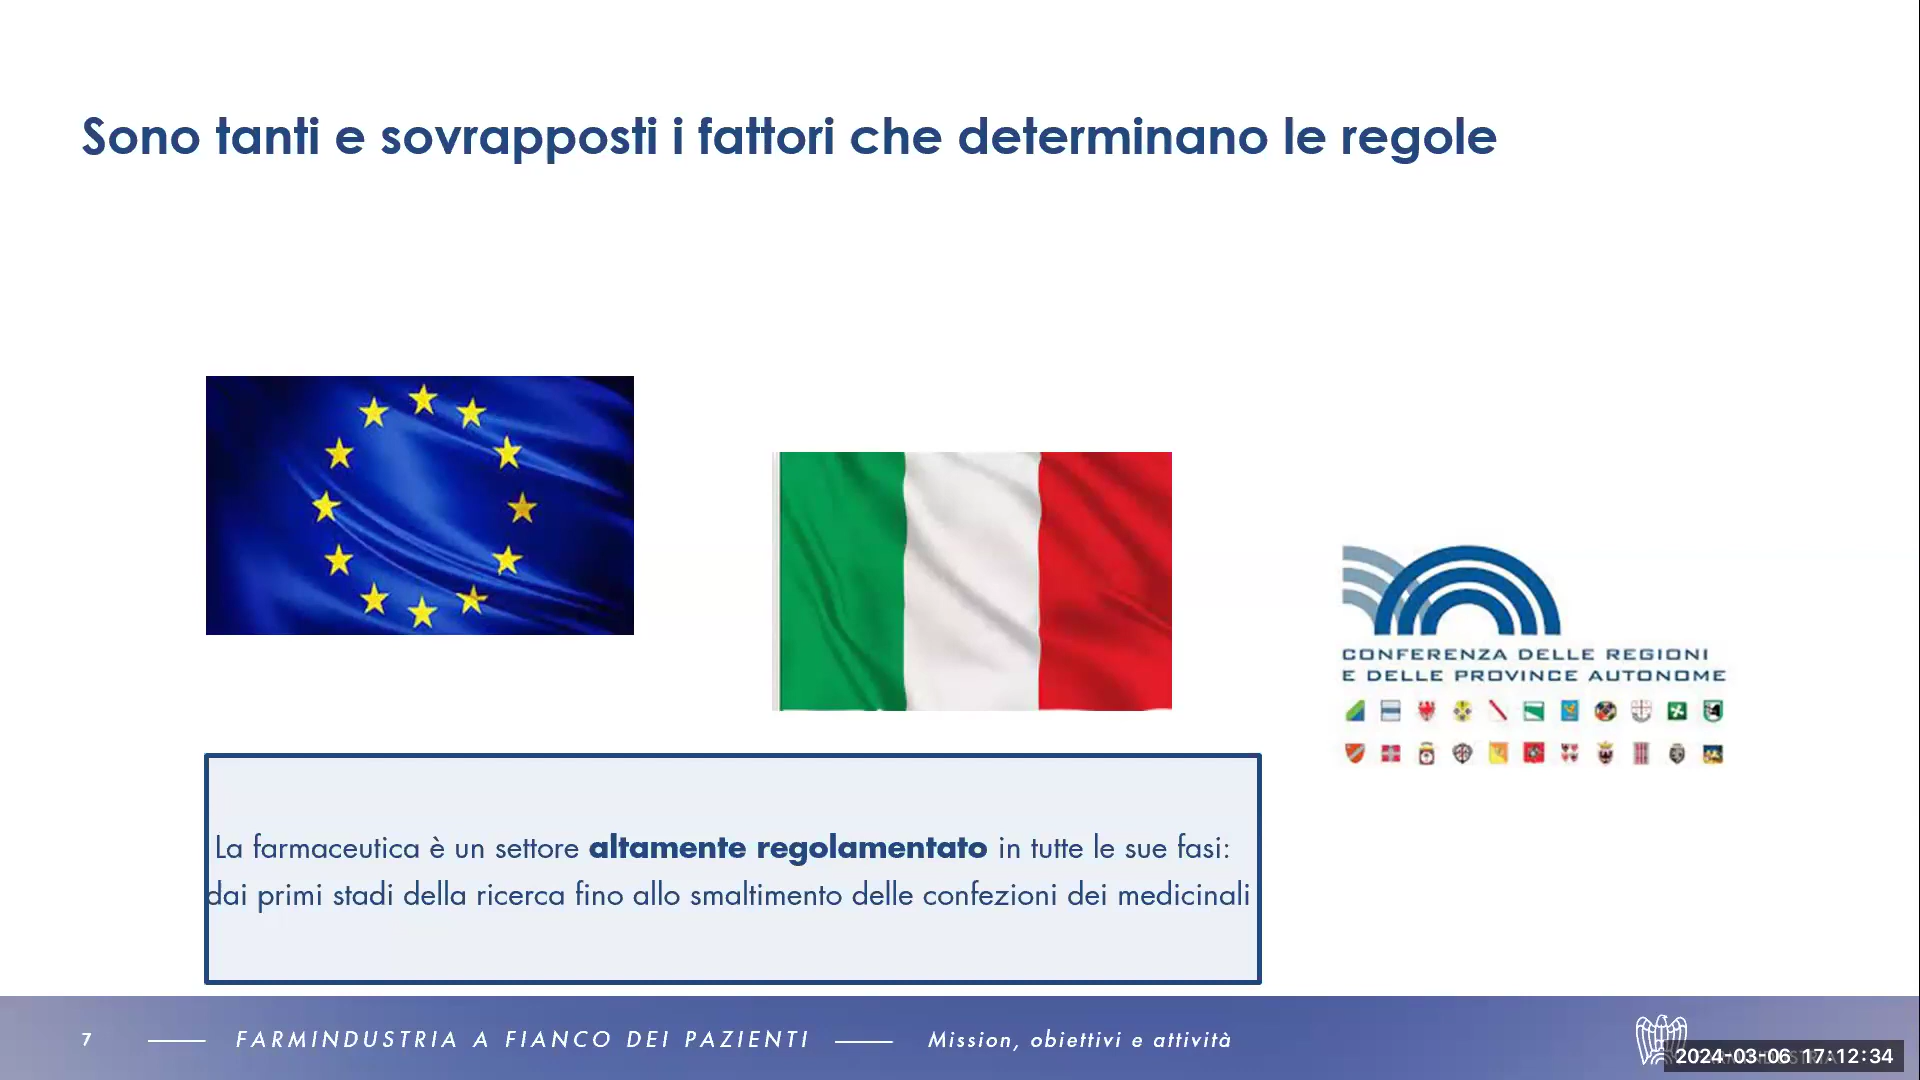 Sono tanti e sovrapposti i fattori che determinano le regole
CONFERENZA DELLE REGIONI
E DELLE PROVINCE AUTONOME
La farmaceutica è un settore altamente regolamentato in tutte le sue fasi:
dai primi stadi della ricerca fino allo smaltimento delle confezioni dei medicinali
7
FARMINDUSTRIA A FIANCO DEI PAZIENTI
Mission, obiettivi e attività
2024-03-06 17:12:34